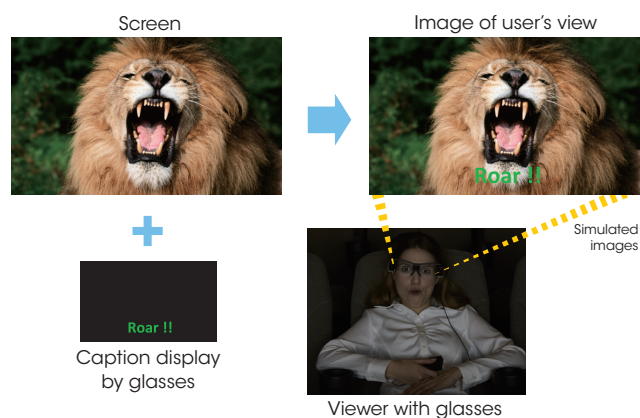 Screen
Image of user's view
Roar !!
Simulated
images
Roar !!
Caption display
by glasses
Viewer with glasses